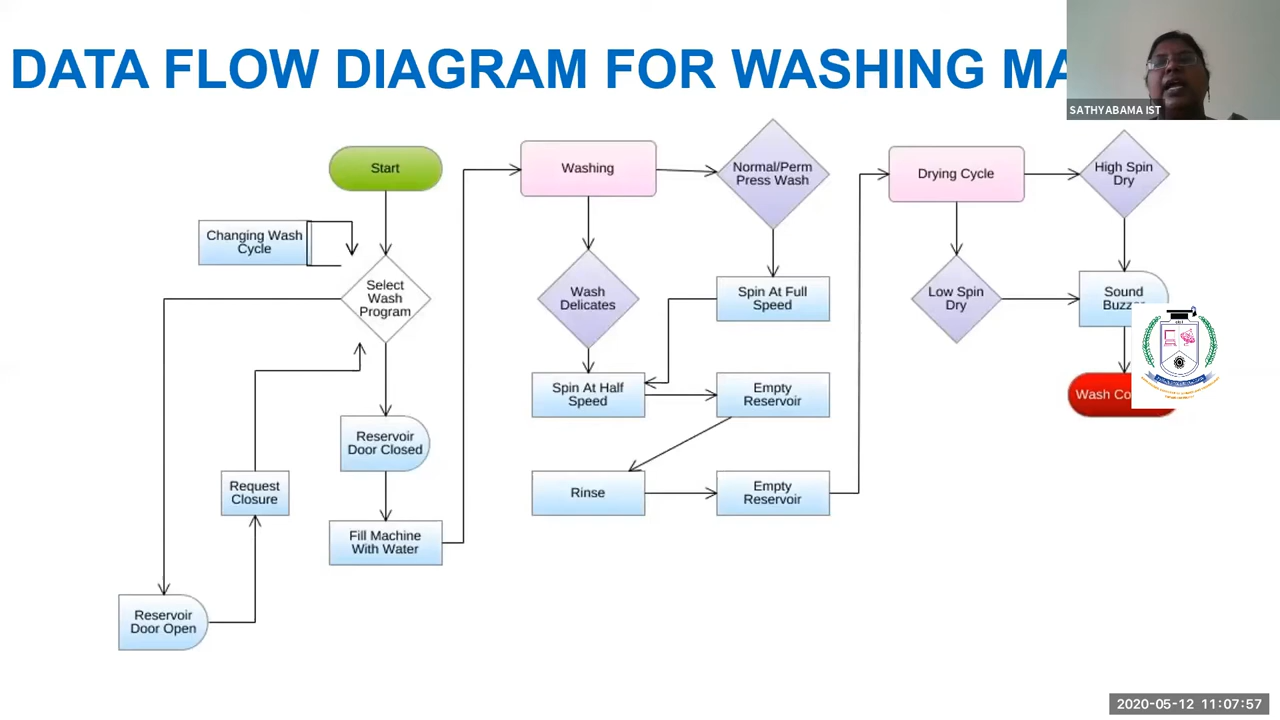 DATA FLOW DIAGRAM FOR WASHING MA
SATHYABAMA IST
Start
Changing Wash
Cycle
Select
Wash
Program
Reservoir
Door Closed
Request
Closure
Fill Machine
With Water
Reservoir
Door Open
Washing
Normal/Perm
Press Wash
Wash
Delicates
Spin At Full
Speed
Spin At Half
Speed
Empty
Reservoir
Rinse
Empty
Reservoir
Drying Cycle
High Spin
Dry
Low Spin
Dry
Sound
Buzze
Wash Co
2020-05-12 11:07:57